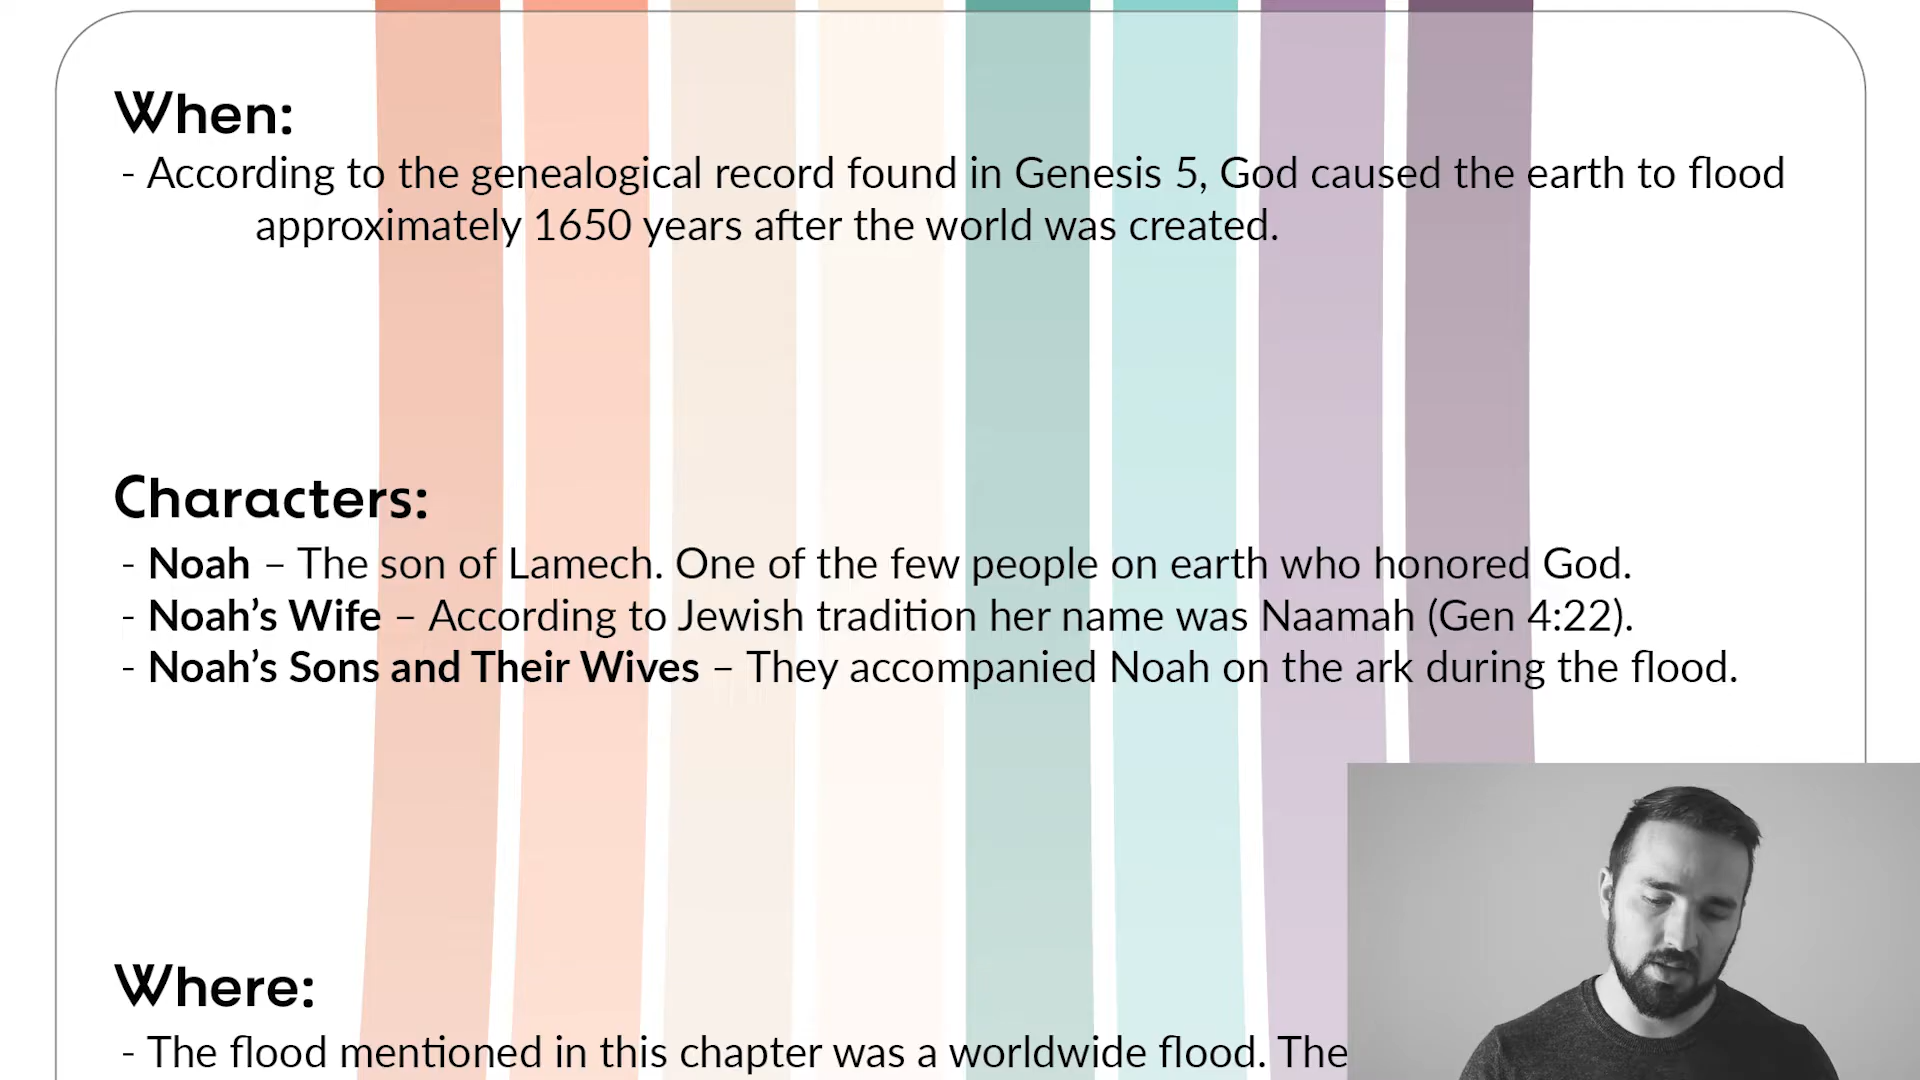 When:
- According to the genealogical record found in Genesis 5, God caused the earth to flood
approximately 1650 years after the world was created.
Characters:
- Noah – The son of Lamech. One of the few people on earth who honored God.
- Noah’s Wife – According to Jewish tradition her name was Naamah (Gen 4:22).
- Noah’s Sons and Their Wives – They accompanied Noah on the ark during the flood.
Where:
- The flood mentioned in this chapter was a worldwide flood. The